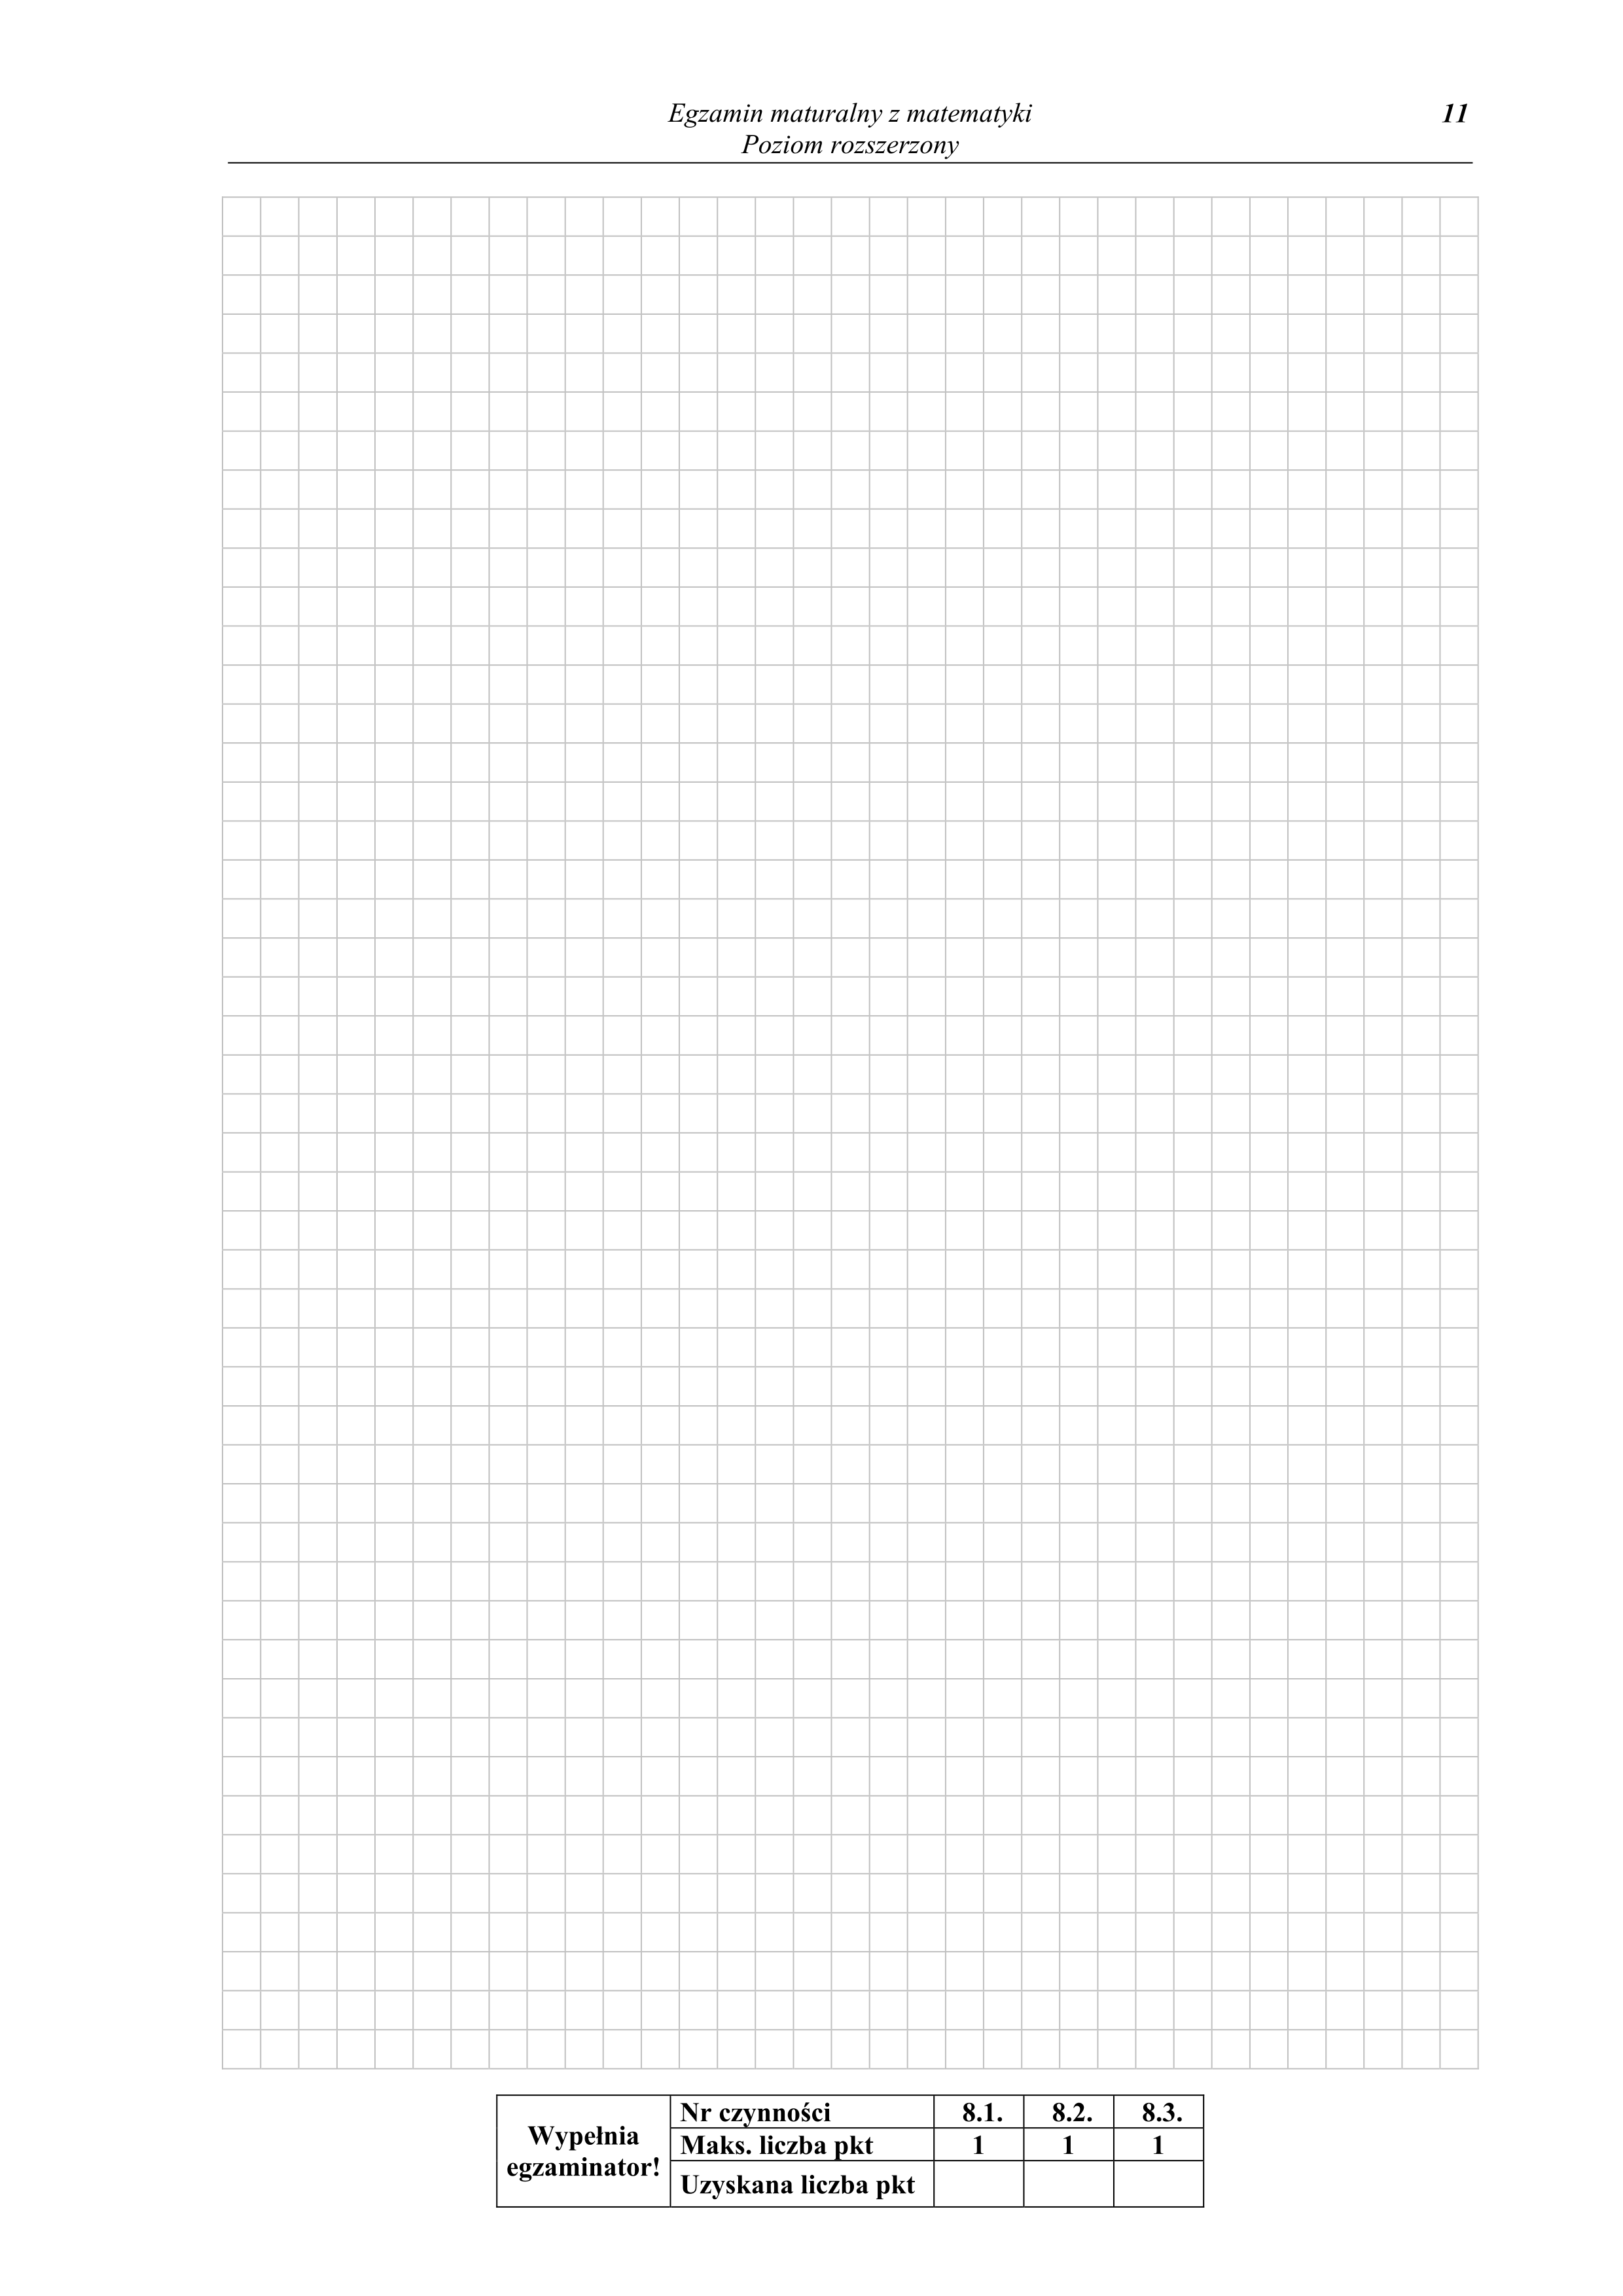 Egzamin maturalny z matematyki 11
Poziom rozszerzony
Wypełnia egzaminator!
Nr czynności 8.1. 8.2. 8.3.
Maks. liczba pkt 1 1 1
Uzyskana liczba pkt